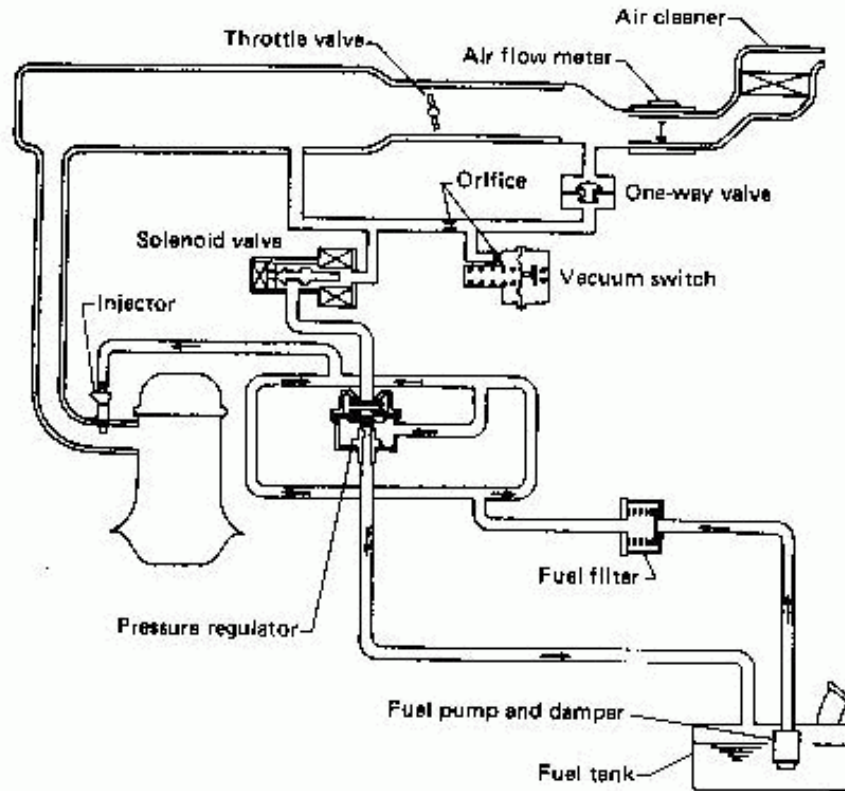 Air cleaner
Throttle valve
Air flow meter
Orifice
One-way valve
Solenoid valve
Vacuum switch
Injector
Fuel filter
Pressure regulator
Fuel pump and damper
Fuel tank